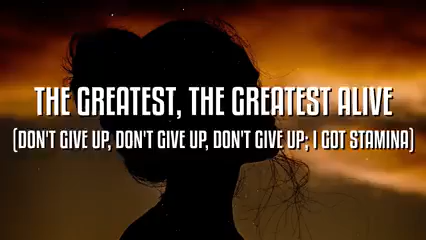 THE GREATEST, THE GREATEST ALIVE
(DON'T GIVE UP, DON'T GIVE UP, DON'T GIVE UP; I GOT STAMINA)